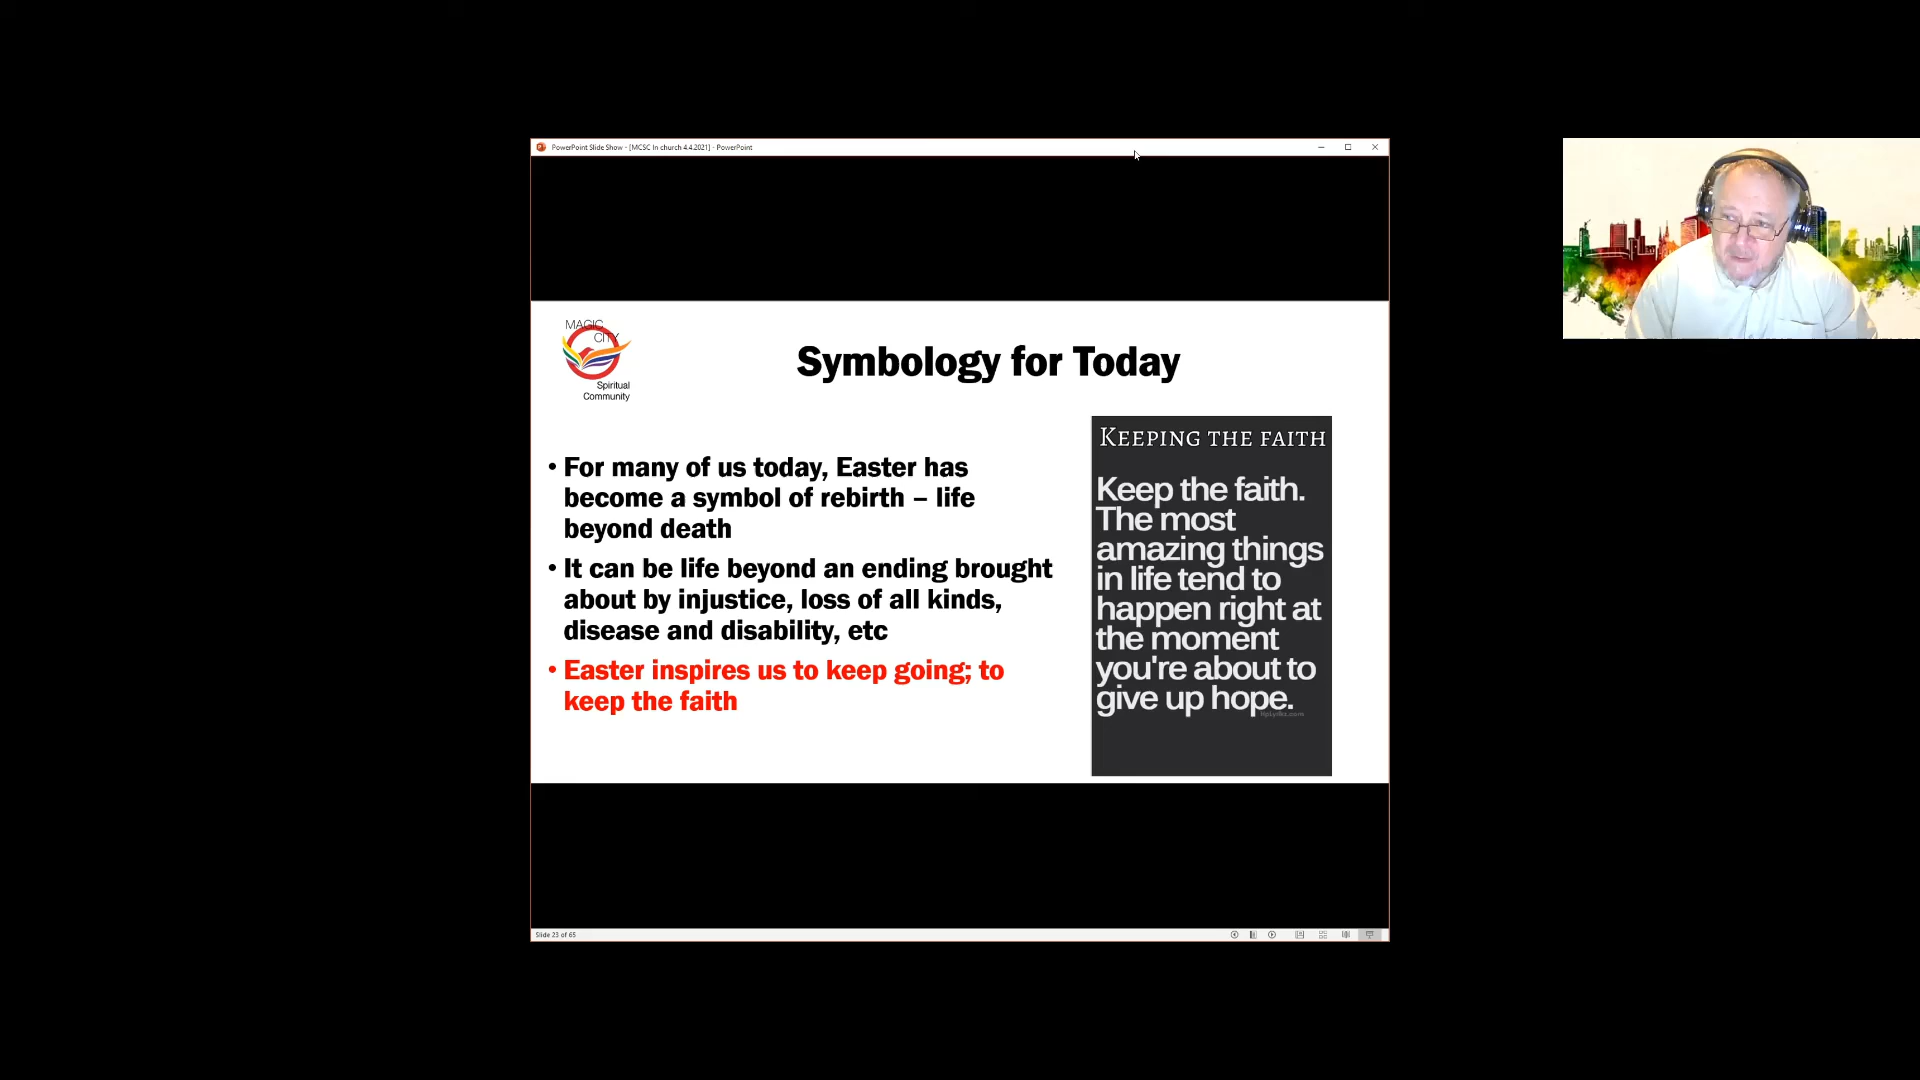 PowerPoint Slide Show - [MCSC In church 4.4.2021] - PowerPoint
MAGIC
CITY
Spiritual
Community
Symbology for Today
• For many of us today, Easter has
become a symbol of rebirth – life
beyond death
• It can be life beyond an ending brought
about by injustice, loss of all kinds,
disease and disability, etc
• Easter inspires us to keep going; to
keep the faith
KEEPING THE FAITH
Keep the faith.
The most
amazing things
in life tend to
happen right at
the moment
you're about to
give up hope.
Slide 23 of 65